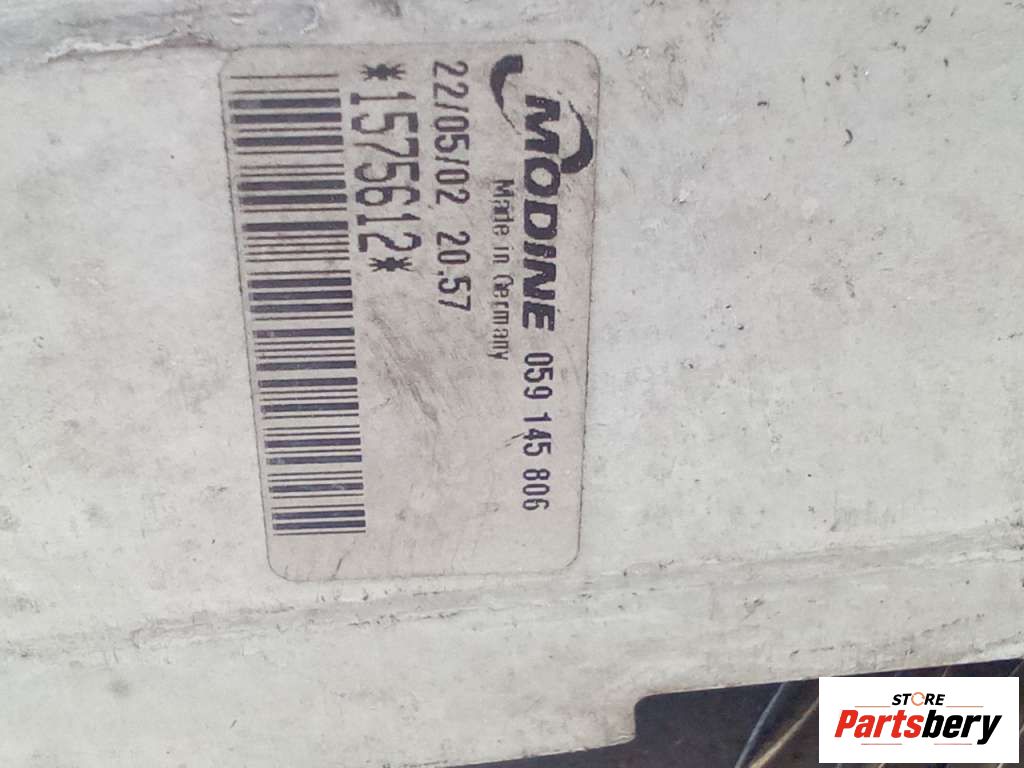 MODINE 059 145 806
Made in Germany
22/05/02 20.57
*1575612*
STORE
Partsbery